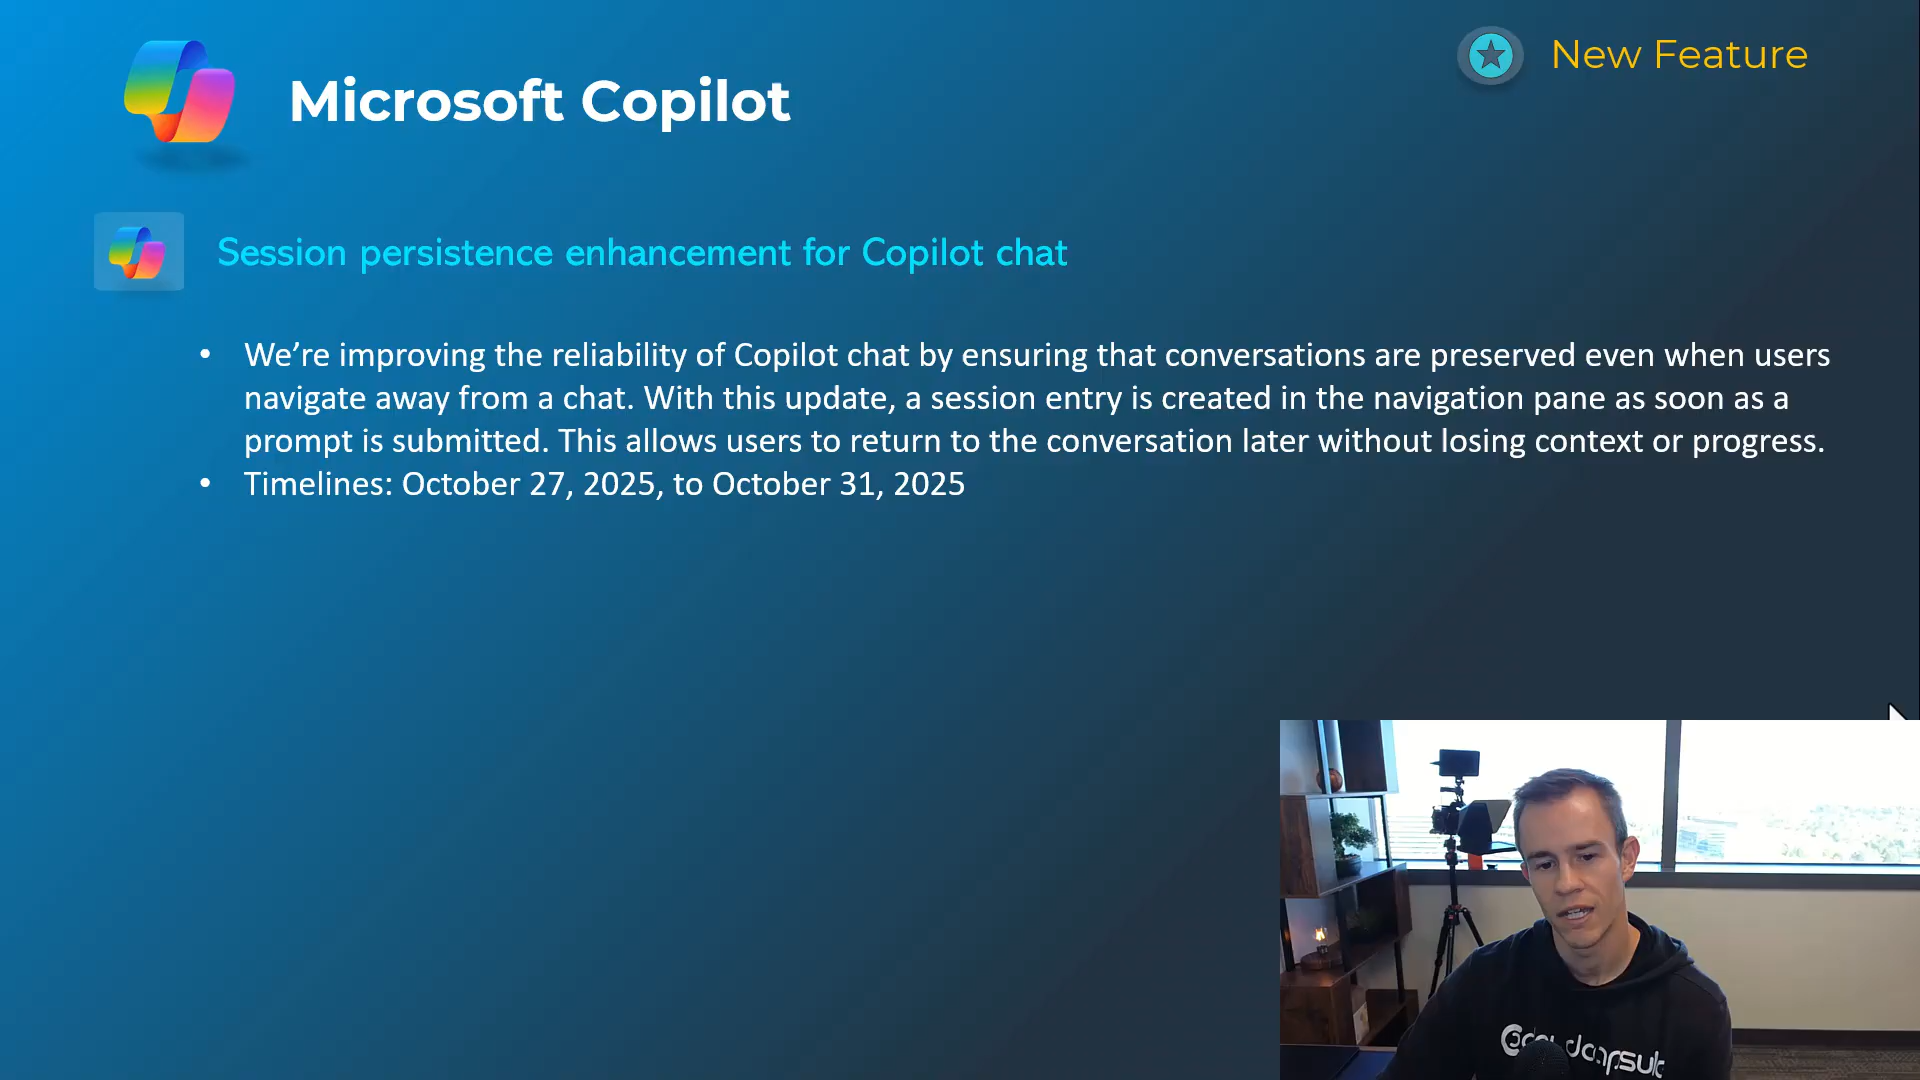 New Feature
Microsoft Copilot
Session persistence enhancement for Copilot chat
• We’re improving the reliability of Copilot chat by ensuring that conversations are preserved even when users
navigate away from a chat. With this update, a session entry is created in the navigation pane as soon as a
prompt is submitted. This allows users to return to the conversation later without losing context or progress.
• Timelines: October 27, 2025, to October 31, 2025